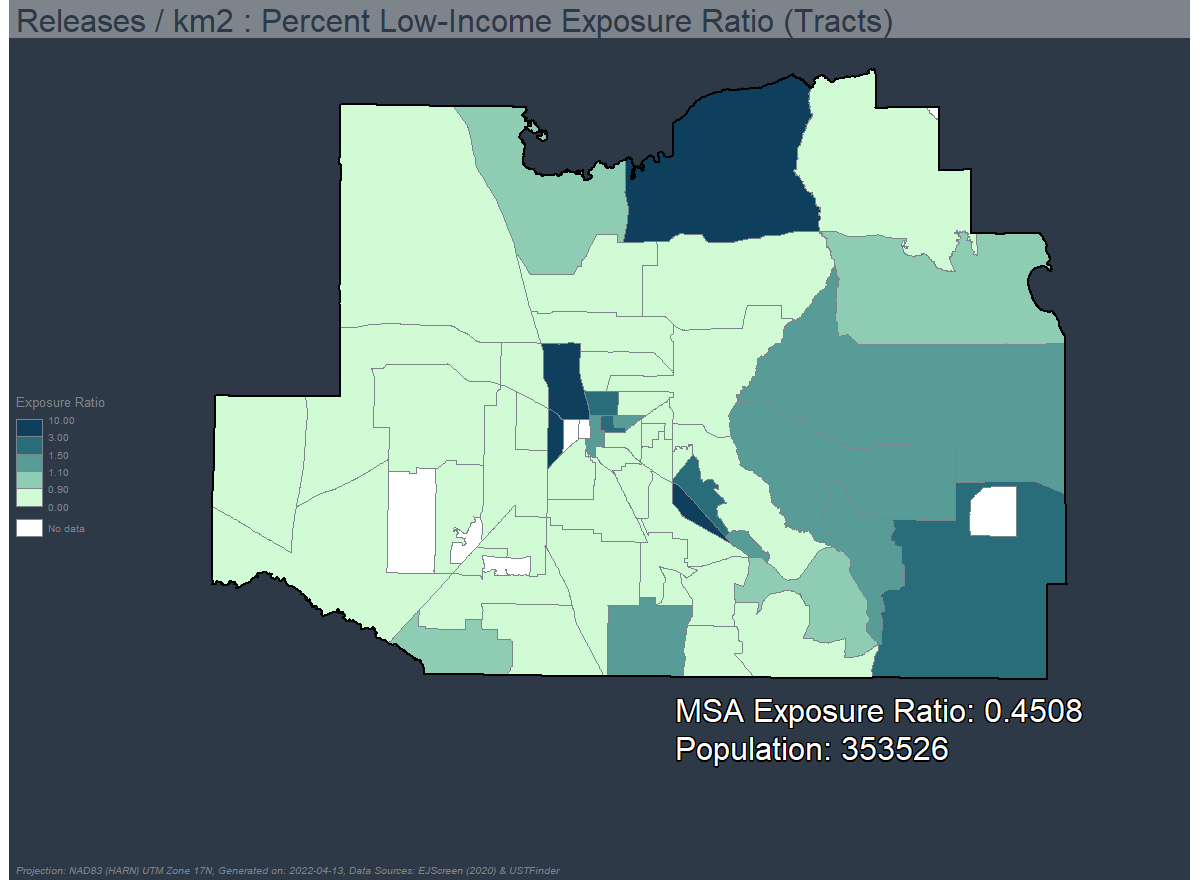 Releases / km2 : Percent Low-Income Exposure Ratio (Tracts)
Exposure Ratio
10.00
3.00
1.50
1.10
0.90
0.00
No data
MSA Exposure Ratio: 0.4508
Population: 353526
Projection: NAD83 (HARN) UTM Zone 17N, Generated on: 2022-04-13, Data Sources: EJScreen (2020) & USTFinder